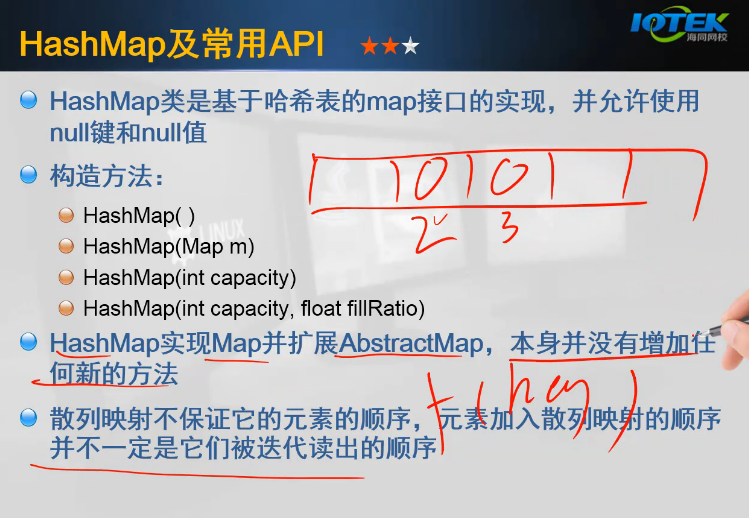 HashMap及常用API
IOTEK
海同网校
HashMap类是基于哈希表的map接口的实现，并允许使用
null键和null值
构造方法：
HashMap( )
HashMap(Map m)
HashMap(int capacity)
HashMap(int capacity, float fillRatio)
0 0
2 3
LINUX
HashMap实现Map并扩展AbstractMap，本身并没有增加任
何新的方法
f(key)
散列映射不保证它的元素的顺序，元素加入散列映射的顺序
并不一定是它们被迭代读出的顺序